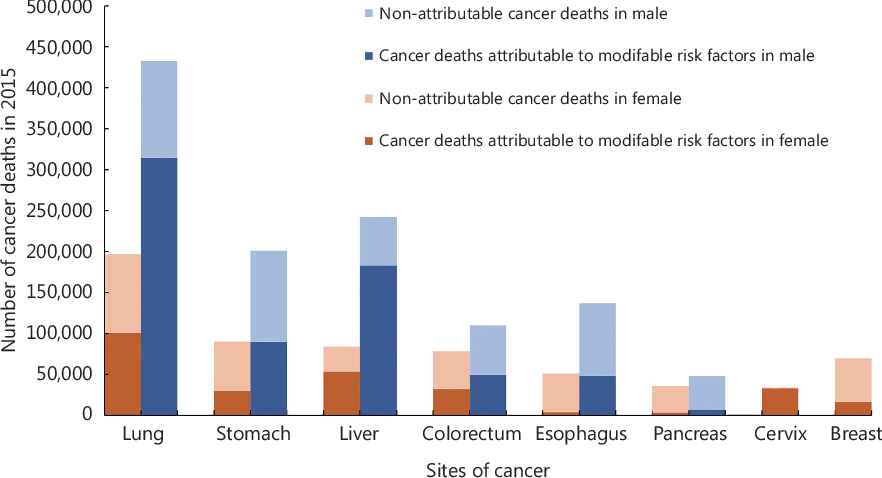 500,000
450,000
400,000
350,000
300,000
250,000
200,000
150,000
100,000
50,000
0
Number of cancer deaths in 2015
Non-attributable cancer deaths in male
Cancer deaths attributable to modifable risk factors in male
Non-attributable cancer deaths in female
Cancer deaths attributable to modifable risk factors in female
Lung Stomach Liver Colorectum Esophagus Pancreas Cervix Breast
Sites of cancer